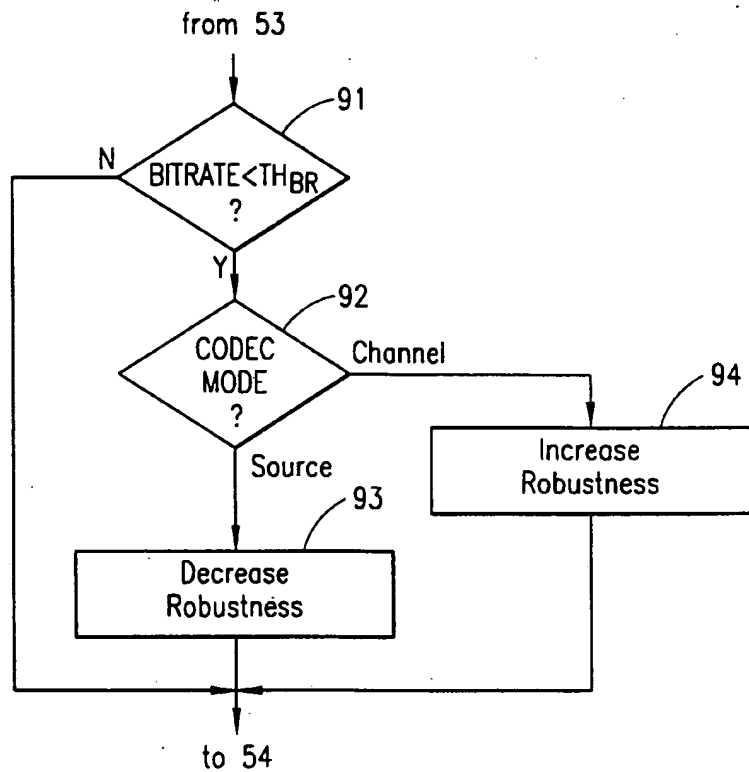 from 53
91
N
BITRATE<TH_BR
?
Y
92
CODEC
MODE
?
Channel
94
Increase
Robustness
Source
93
Decrease
Robustness
to 54